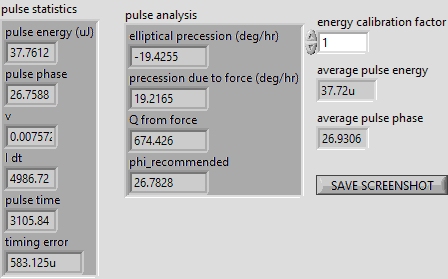 pulse statistics
pulse energy (uJ)
37.7612
pulse phase
26.7588
v
0.007572
I dt
4986.72
pulse time
3105.84
timing error
583.125u
pulse analysis
elliptical precession (deg/hr)
-19.4255
precession due to force (deg/hr)
19.2165
Q from force
674.426
phi_recommended
26.7828
energy calibration factor
1
average pulse energy
37.72u
average pulse phase
26.9306
SAVE SCREENSHOT